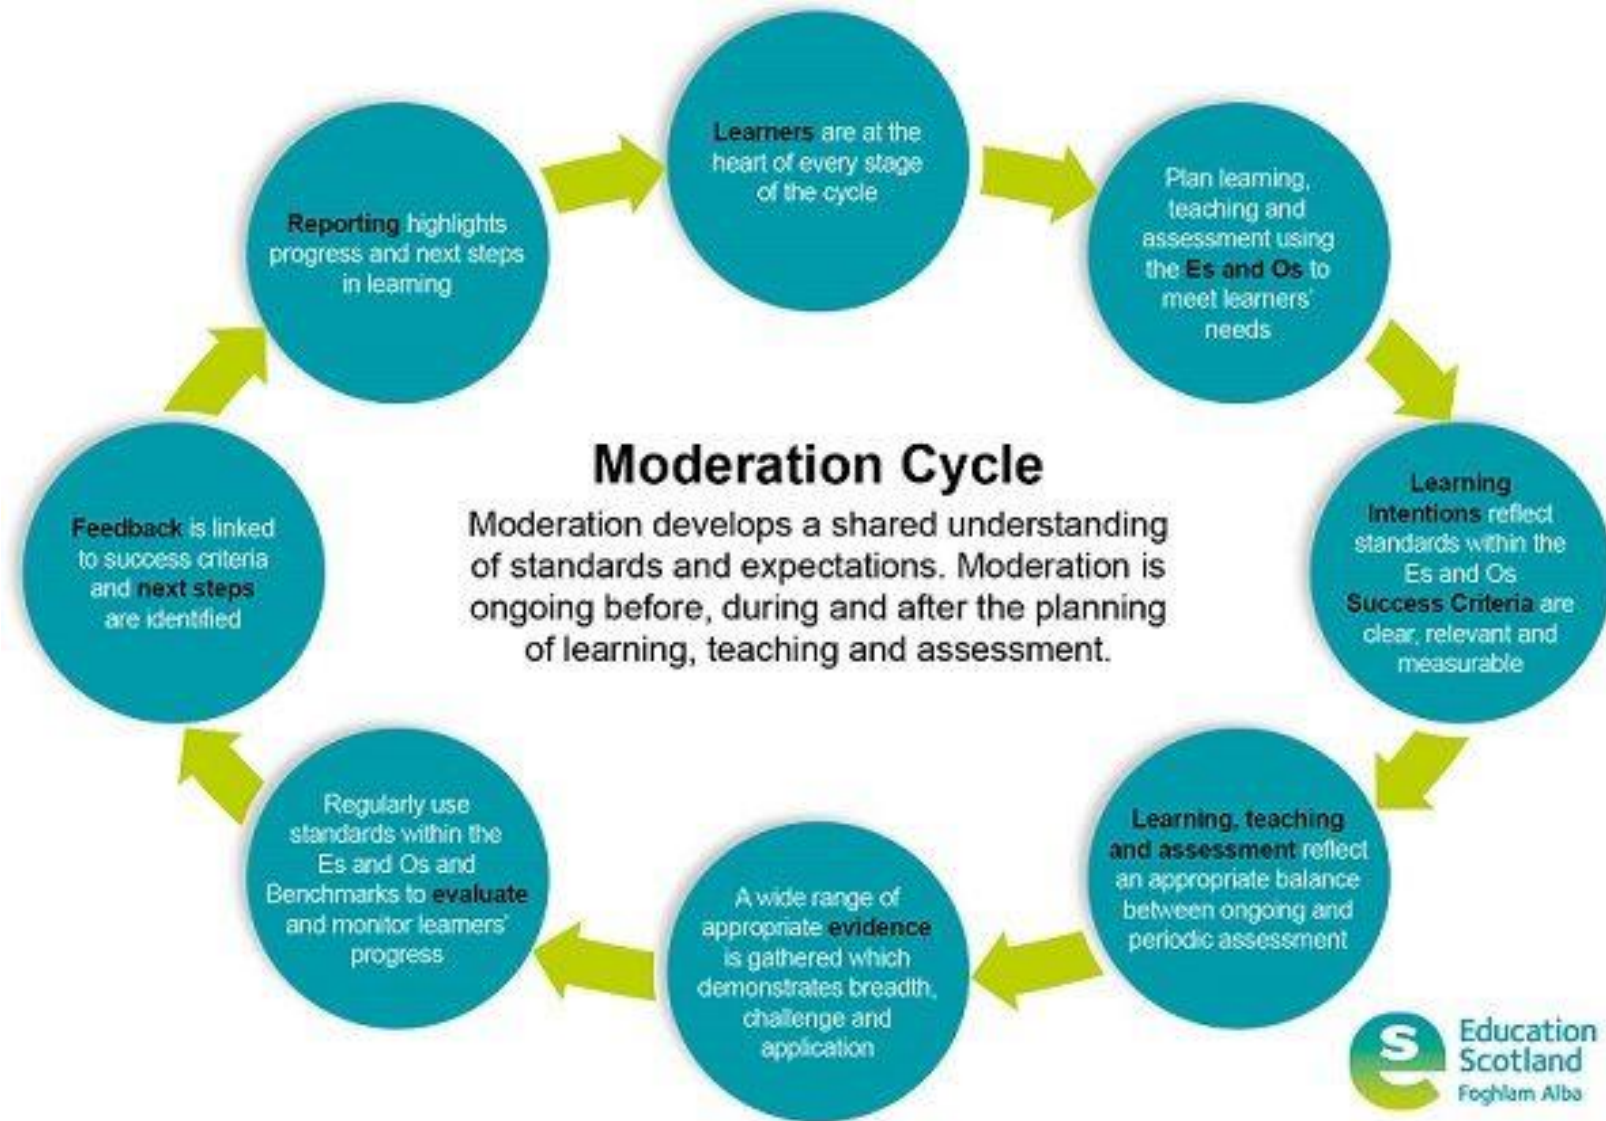 Learners are at the
heart of every stage
of the cycle
Plan learning,
teaching and
assessment using
the Es and Os to
meet learners'
needs
Learning
Intentions reflect
standards within the
Es and Os
Success Criteria are
clear, relevant and
measurable
Learning, teaching
and assessment reflect
an appropriate balance
between ongoing and
periodic assessment
A wide range of
appropriate evidence
is gathered which
demonstrates breadth,
challenge and
application
Regularly use
standards within the
Es and Os and
Benchmarks to evaluate
and monitor learners'
progress
Feedback is linked
to success criteria
and next steps
are identified
Reporting highlights
progress and next steps
in learning
Moderation Cycle
Moderation develops a shared understanding
of standards and expectations. Moderation is
ongoing before, during and after the planning
of learning, teaching and assessment.
Education
Scotland
Foghlam Alba